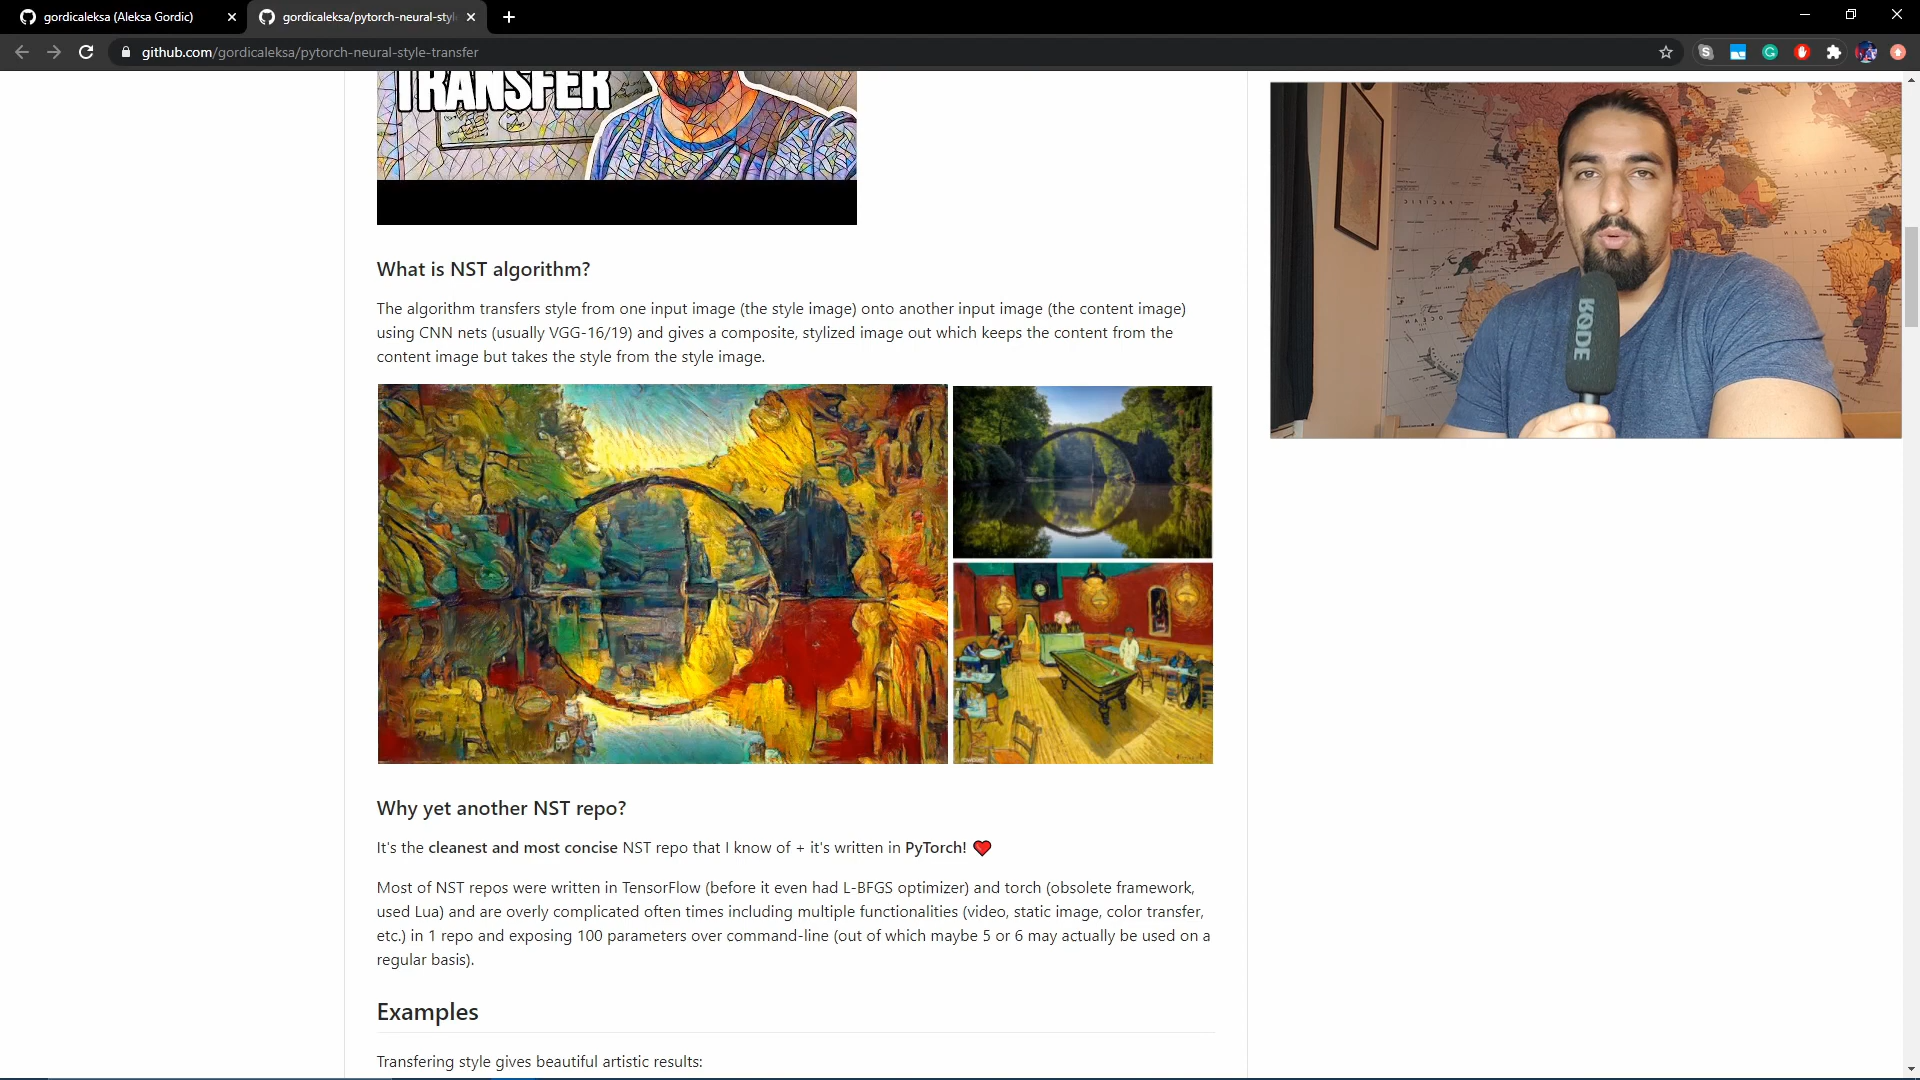 gordicaleksa (Aleksa Gordic)
gordicaleksa/pytorch-neural-styl
github.com/gordicaleksa/pytorch-neural-style-transfer
TRANSFER
What is NST algorithm?
The algorithm transfers style from one input image (the style image) onto another input image (the content image)
using CNN nets (usually VGG-16/19) and gives a composite, stylized image out which keeps the content from the
content image but takes the style from the style image.
Why yet another NST repo?
It's the cleanest and most concise NST repo that I know of + it's written in PyTorch! ❤
Most of NST repos were written in TensorFlow (before it even had L-BFGS optimizer) and torch (obsolete framework,
used Lua) and are overly complicated often times including multiple functionalities (video, static image, color transfer,
etc.) in 1 repo and exposing 100 parameters over command-line (out of which maybe 5 or 6 may actually be used on a
regular basis).
Examples
Transfering style gives beautiful artistic results:
RØDE